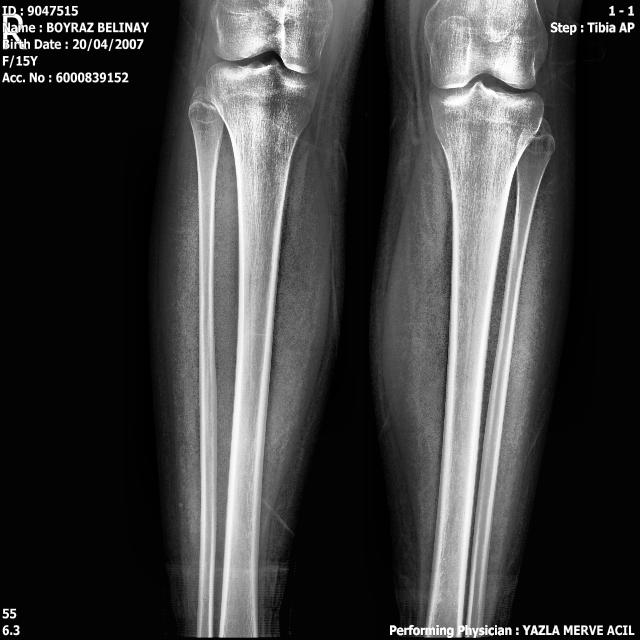 ID : 9047515
R
Name : BOYRAZ BELINAY
Birth Date : 20/04/2007
F/15Y
Acc. No : 6000839152
1 - 1
Step : Tibia AP
55
6.3
Performing Physician : YAZLA MERVE ACIL